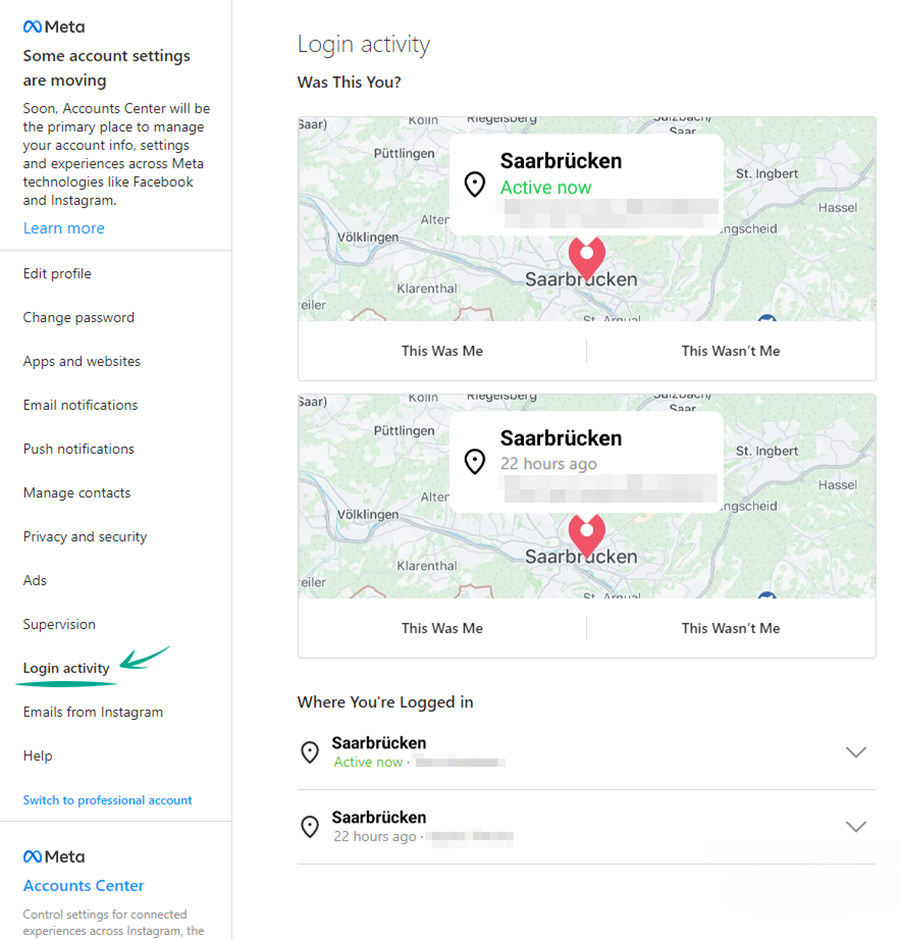 Meta
Some account settings
are moving
Soon, Accounts Center will be
the primary place to manage
your account info, settings
and experiences across Meta
technologies like Facebook
and Instagram.
Learn more
Edit profile
Change password
Apps and websites
Email notifications
Push notifications
Manage contacts
Privacy and security
Ads
Supervision
Login activity
Emails from Instagram
Help
Switch to professional account
Meta
Accounts Center
Control settings for connected
experiences across Instagram, the
Login activity
Was This You?
Saar)
Kölln
Riegelsberg
Sulzbach/
Saar
Püttlingen
Saarbrücken
Active now
St. Ingbert
Hassel
Alten
Völklingen
engscheid
Saarbrücken
Klarenthal
eiler
St. Arnual
This Was Me
This Wasn't Me
Saar)
Kölln
Riegelsberg
Sulzbach/
Saar
Püttlingen
Saarbrücken
22 hours ago
St. Ingbert
Hassel
Alten
Völklingen
engscheid
Saarbrücken
Klarenthal
eiler
St. Arnual
This Was Me
This Wasn't Me
Where You're Logged in
Saarbrücken
Active now ·
Saarbrücken
22 hours ago ·